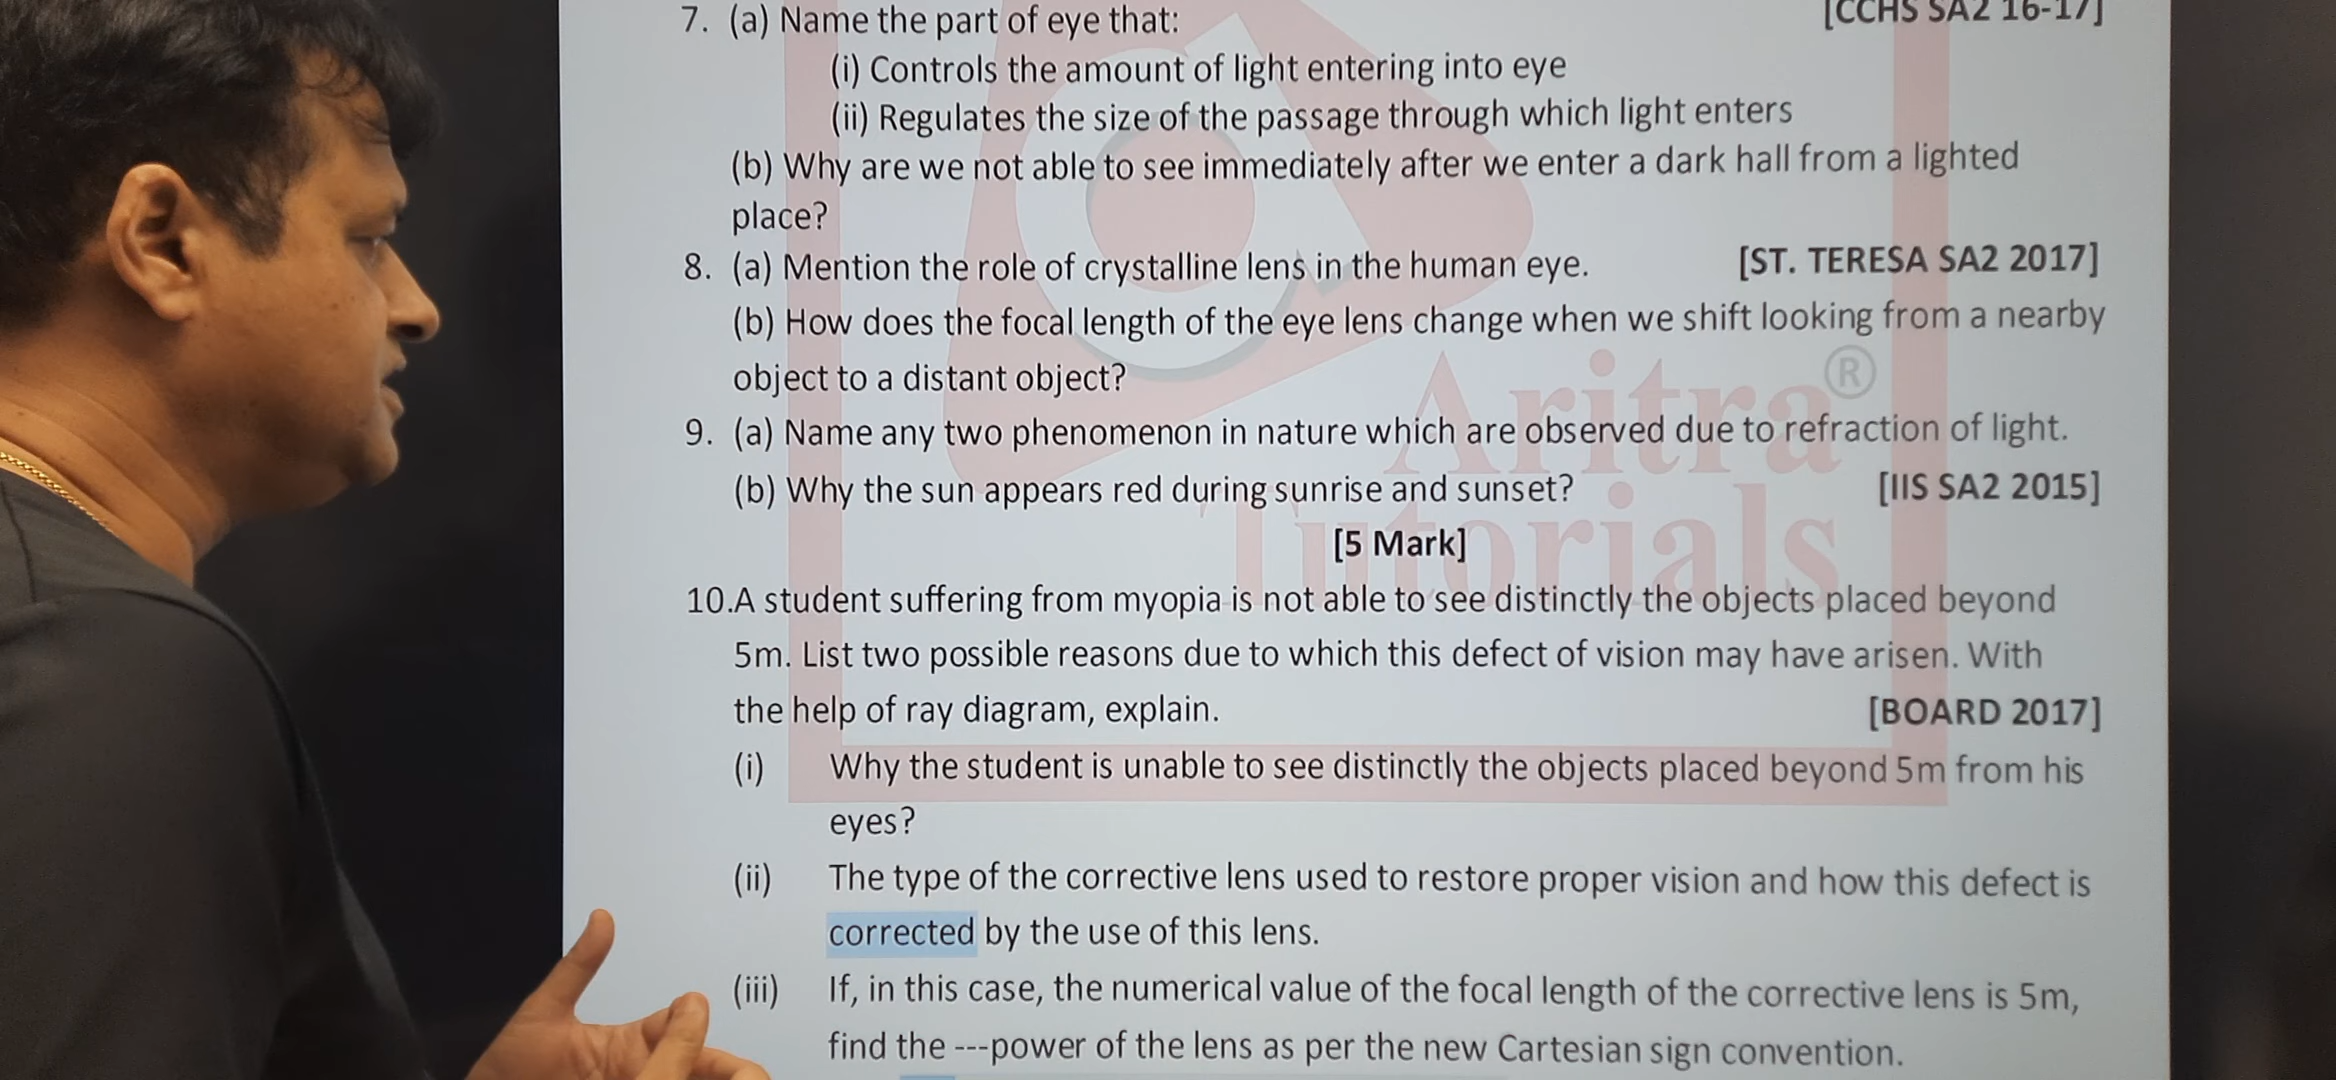 7. (a) Name the part of eye that: [CCHS SA2 16-17]
(i) Controls the amount of light entering into eye
(ii) Regulates the size of the passage through which light enters
(b) Why are we not able to see immediately after we enter a dark hall from a lighted
place?
8. (a) Mention the role of crystalline lens in the human eye. [ST. TERESA SA2 2017]
(b) How does the focal length of the eye lens change when we shift looking from a nearby
object to a distant object?
9. (a) Name any two phenomenon in nature which are observed due to refraction of light.
(b) Why the sun appears red during sunrise and sunset? [IIS SA2 2015]
[5 Mark]
10.A student suffering from myopia is not able to see distinctly the objects placed beyond
5m. List two possible reasons due to which this defect of vision may have arisen. With
the help of ray diagram, explain. [BOARD 2017]
(i) Why the student is unable to see distinctly the objects placed beyond 5m from his
eyes?
(ii) The type of the corrective lens used to restore proper vision and how this defect is
corrected by the use of this lens.
(iii) If, in this case, the numerical value of the focal length of the corrective lens is 5m,
find the ---power of the lens as per the new Cartesian sign convention.
Aritra ®
Tutorials